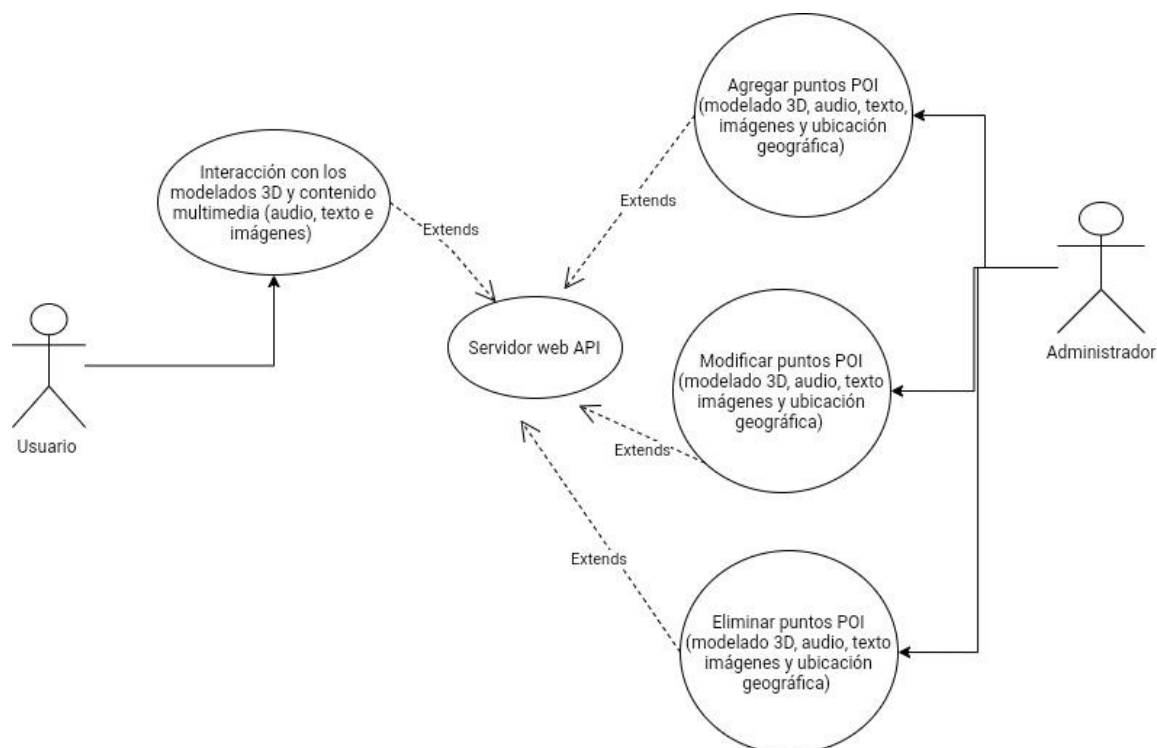 Agregar puntos POI
(modelado 3D, audio, texto,
imágenes y ubicación
geográfica)
Interacción con los
modelados 3D y contenido
multimedia (audio, texto e
imágenes)
Extends
Extends
Servidor web API
Modificar puntos POI
(modelado 3D, audio, texto
imágenes y ubicación
geográfica)
Administrador
Usuario
Extends
Extends
Eliminar puntos POI
(modelado 3D, audio, texto
imágenes y ubicación
geográfica)